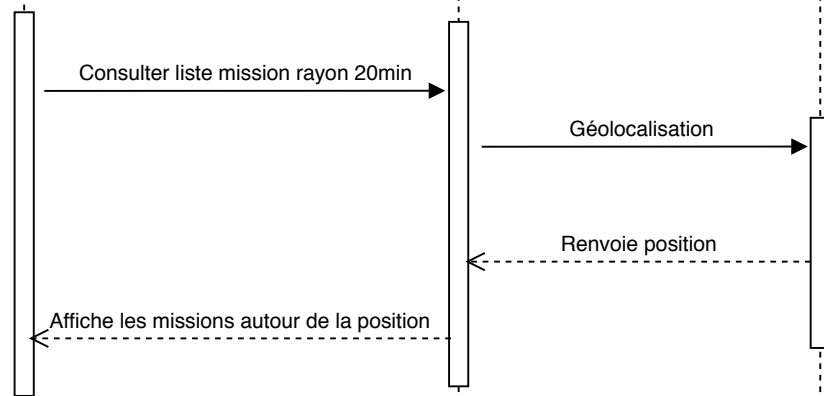 Consulter liste mission rayon 20min
Géolocalisation
Renvoie position
Affiche les missions autour de la position